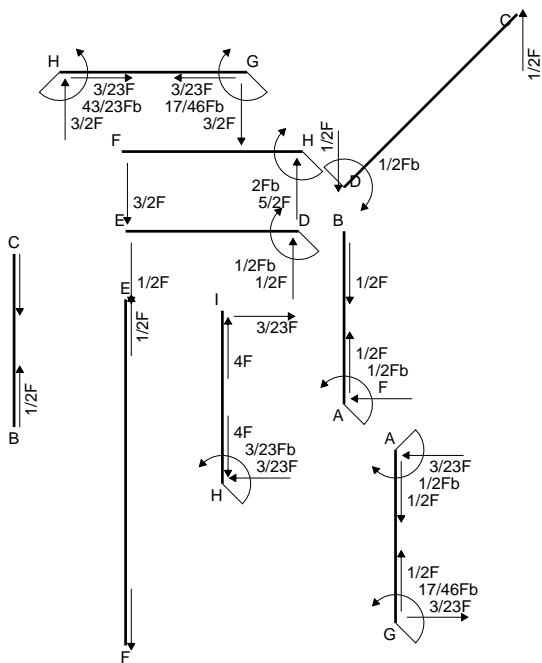 C
1/2F
H G
3/23F 3/23F
43/23Fb 17/46Fb
3/2F 3/2F
F H
1/2F
1/2Fb
D
2Fb
5/2F
3/2F
E D
B
C
1/2Fb
1/2F
1/2F
1/2F
E
I
1/2F
3/23F
4F
1/2F
1/2Fb
F
1/2F
B
A
4F
3/23Fb
3/23F
H
A
3/23F
1/2Fb
1/2F
1/2F
17/46Fb
3/23F
G
F